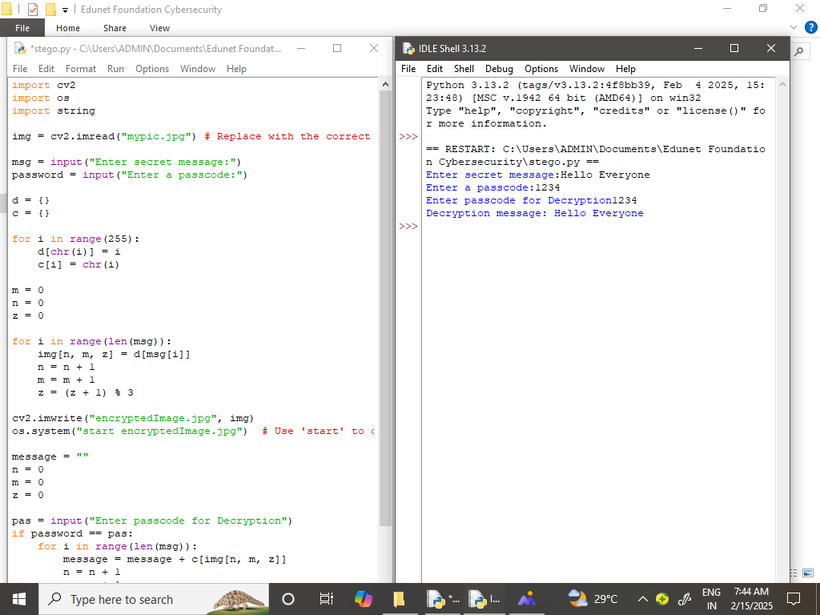 Edunet Foundation Cybersecurity
File Home Share View
*stego.py - C:\Users\ADMIN\Documents\Edunet Foundat...
File Edit Format Run Options Window Help
import cv2
import os
import string
img = cv2.imread("mypic.jpg") # Replace with the correct
msg = input("Enter secret message:")
password = input("Enter a passcode:")
d = {}
c = {}
for i in range(255):
    d[chr(i)] = i
    c[i] = chr(i)
m = 0
n = 0
z = 0
for i in range(len(msg)):
    img[n, m, z] = d[msg[i]]
    n = n + 1
    m = m + 1
    z = (z + 1) % 3
cv2.imwrite("encryptedImage.jpg", img)
os.system("start encryptedImage.jpg")  # Use 'start' to
message = ""
n = 0
m = 0
z = 0
pas = input("Enter passcode for Decryption")
if password == pas:
    for i in range(len(msg)):
        message = message + c[img[n, m, z]]
        n = n + 1
IDLE Shell 3.13.2
File Edit Shell Debug Options Window Help
Python 3.13.2 (tags/v3.13.2:4f8bb39, Feb  4 2025, 15:
23:48) [MSC v.1942 64 bit (AMD64)] on win32
Type "help", "copyright", "credits" or "license()" fo
r more information.
>>>
== RESTART: C:\Users\ADMIN\Documents\Edunet Foundatio
n Cybersecurity\stego.py ==
Enter secret message:Hello Everyone
Enter a passcode:1234
Enter passcode for Decryption1234
Decryption message: Hello Everyone
>>>
Type here to search
*...
I...
29°C
ENG
IN
7:44 AM
2/15/2025